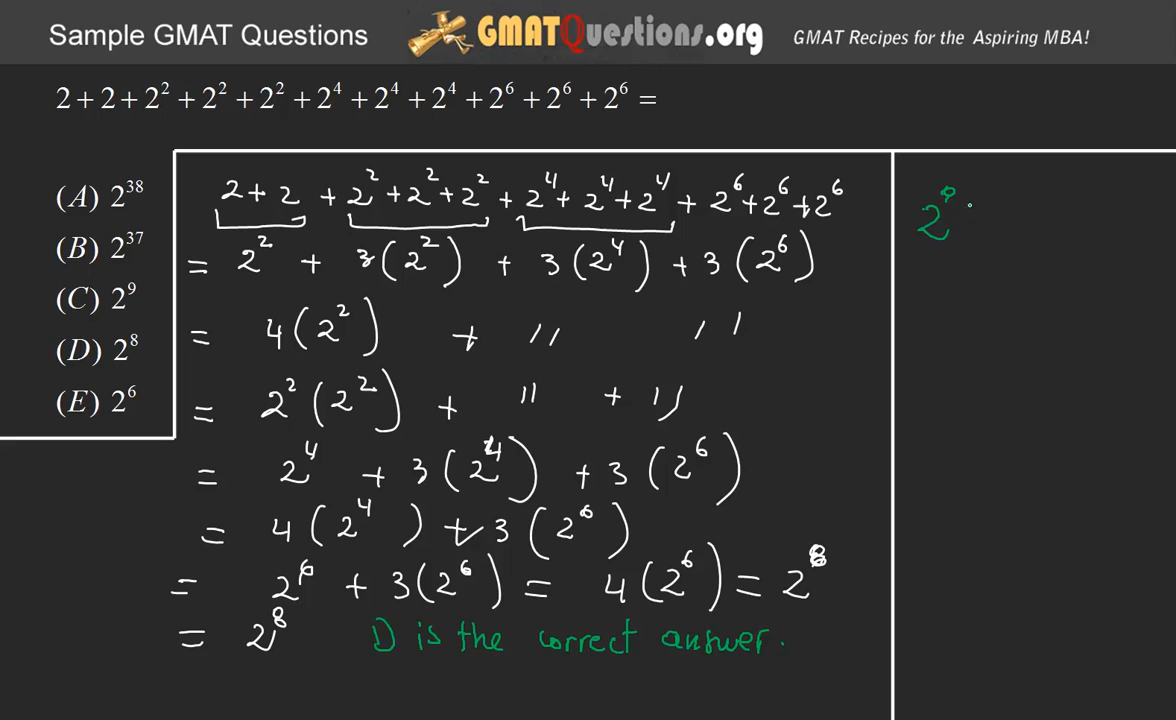 Sample GMAT Questions GMATQuestions.org GMAT Recipes for the Aspiring MBA!
2 + 2 + 2² + 2² + 2² + 2⁴ + 2⁴ + 2⁴ + 2⁶ + 2⁶ + 2⁶ =
(A) 2³⁸
(B) 2³⁷
(C) 2⁹
(D) 2⁸
(E) 2⁶
2 + 2 + 2² + 2² + 2² + 2⁴ + 2⁴ + 2⁴ + 2⁶ + 2⁶ + 2⁶
= 2² + 3(2²) + 3(2⁴) + 3(2⁶)
= 4(2²) + " "
= 2²(2²) + " + "
= 2⁴ + 3(2⁴) + 3(2⁶)
= 4(2⁴) + 3(2⁶)
= 2⁶ + 3(2⁶) = 4(2⁶) = 2⁸
= 2⁸ D is the correct answer.